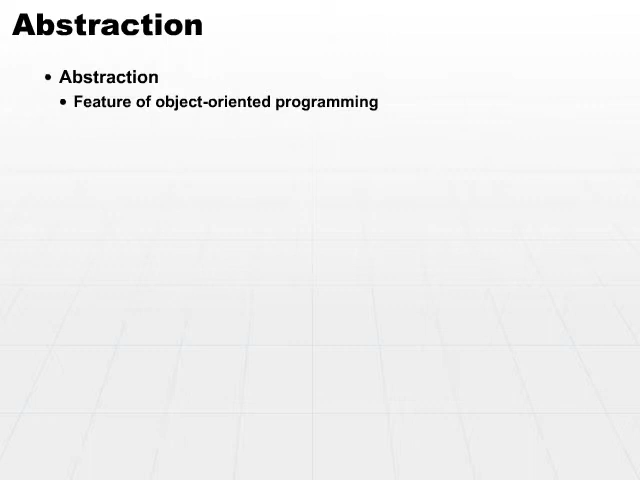 Abstraction
• Abstraction
• Feature of object-oriented programming